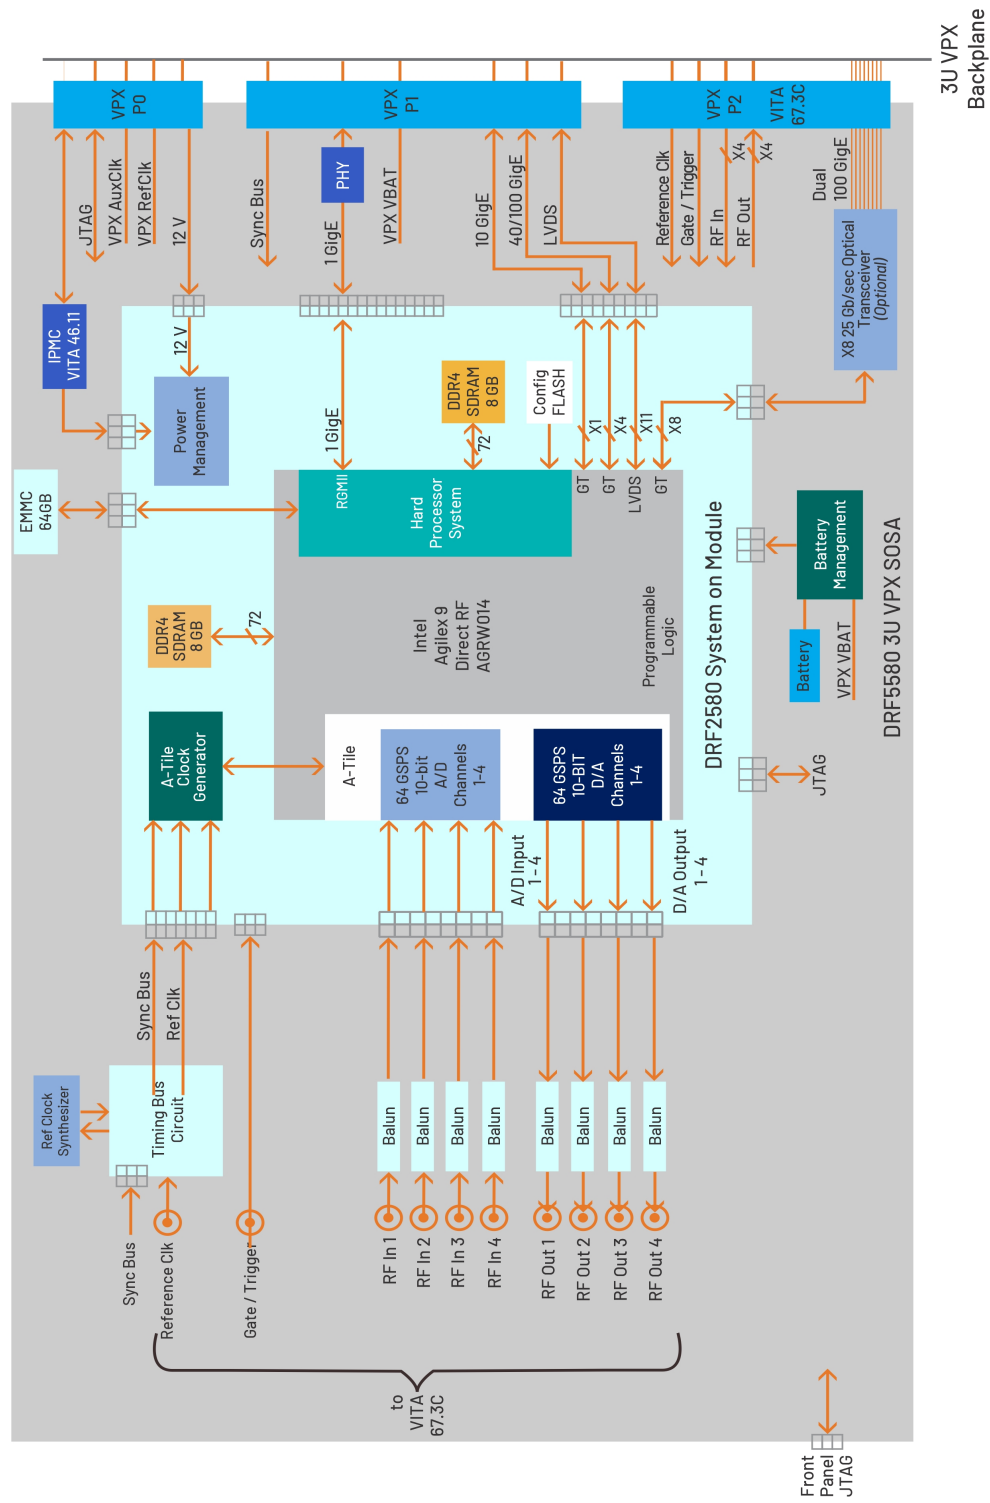 Front
Panel
JTAG
to
VITA
67.3C
Sync Bus
Reference Clk
Gate / Trigger
RF In 1
RF In 2
RF In 3
RF In 4
RF Out 1
RF Out 2
RF Out 3
RF Out 4
Ref Clock
Synthesizer
Timing Bus
Circuit
Balun
Balun
Balun
Balun
Balun
Balun
Balun
Balun
Sync Bus
Ref Clk
A/D Input
1 - 4
D/A Output
1 - 4
A-Tile
Clock
Generator
A-Tile
64 GSPS
10-bit
A/D
Channels
1-4
64 GSPS
10-BIT
D/A
Channels
1-4
JTAG
DDR4
SDRAM
8 GB
72
Intel
Agilex 9
Direct RF
AGRW014
Programmable
Logic
DRF2580 System on Module
DRF5580 3U VPX SOSA
Battery
VPX VBAT
Battery
Management
EMMC
64GB
RGMII
Hard
Processor
System
GT
GT
LVDS
GT
Power
Management
12 V
1 GigE
DDR4
SDRAM
8 GB
72
Config
FLASH
X1
X4
X11
X8
IPMC
VITA 46.11
X8 25 Gb/sec Optical
Transceiver
(Optional)
JTAG
VPX AuxClk
VPX RefClk
12 V
Sync Bus
1 GigE
PHY
VPX VBAT
10 GigE
40/100 GigE
LVDS
Reference Clk
Gate / Trigger
RF In
X4
RF Out
X4
Dual
100 GigE
VPX
P0
VPX
P1
VPX
P2
VITA
67.3C
3U VPX
Backplane